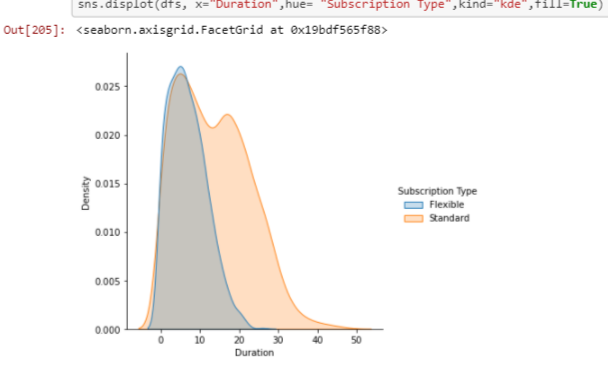 sns.displot(dfs, x="Duration",hue= "Subscription Type",kind="kde",fill=True)
Out[205]: <seaborn.axisgrid.FacetGrid at 0x19bdf565f88>
0.025
0.020
0.015
0.010
0.005
0.000
Density
0 10 20 30 40 50
Duration
Subscription Type
Flexible
Standard